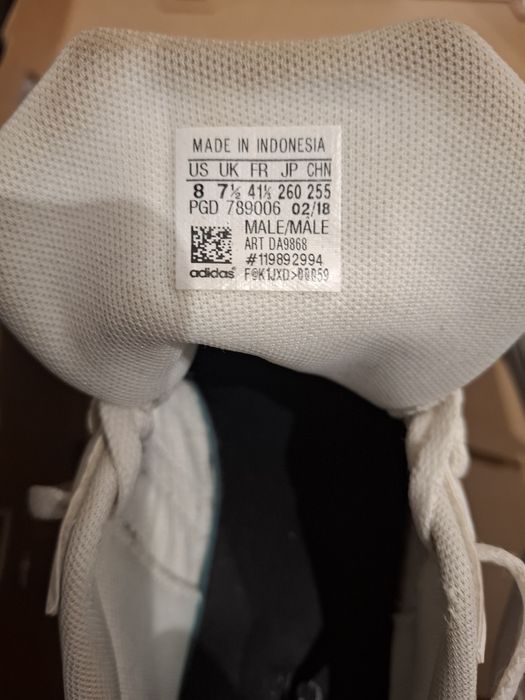 MADE IN INDONESIA
US UK FR JP CHN
8 7½ 41⅓ 260 255
PGD 789006 02/18
MALE/MÂLE
ART DA9868
#119892994
adidas